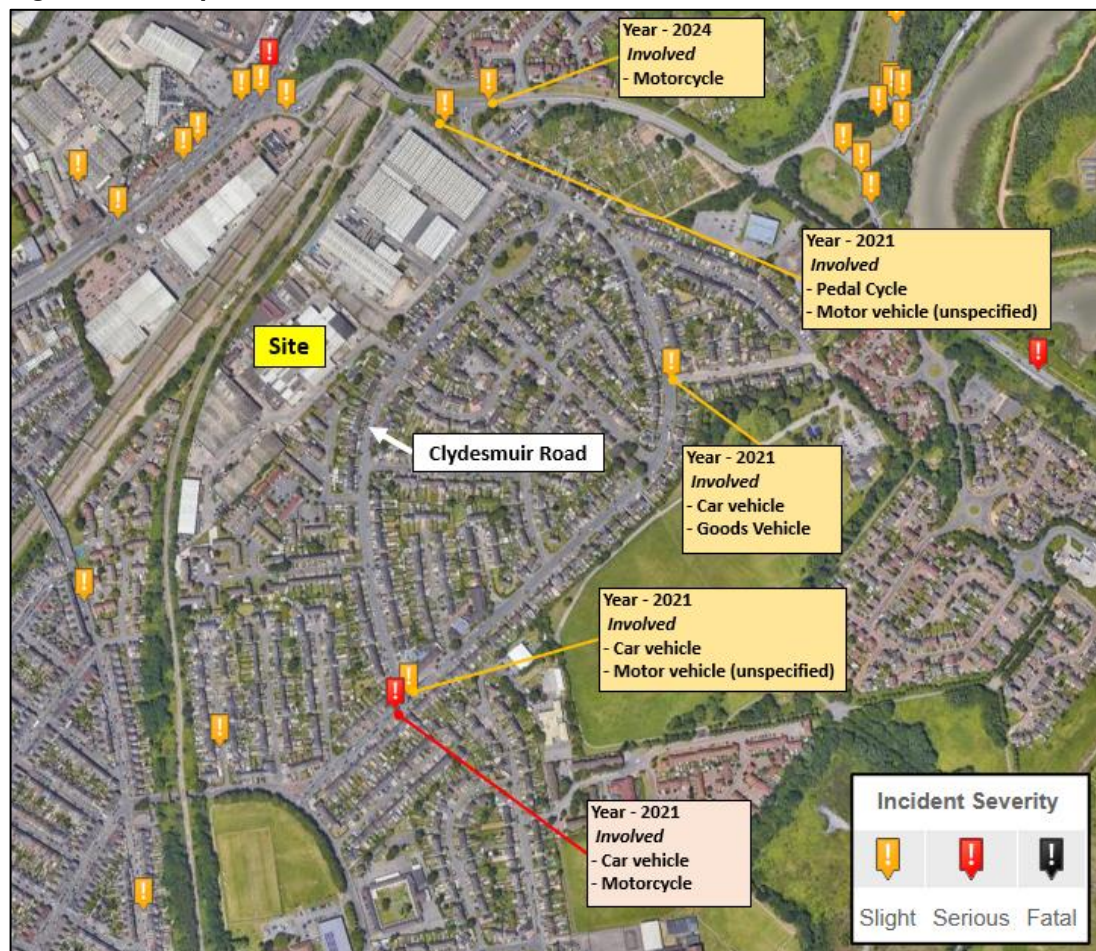 Year - 2024
Involved
- Motorcycle
Year - 2021
Involved
- Pedal Cycle
- Motor vehicle (unspecified)
Site
Clydesmuir Road
Year - 2021
Involved
- Car vehicle
- Goods Vehicle
Year - 2021
Involved
- Car vehicle
- Motor vehicle (unspecified)
Year - 2021
Involved
- Car vehicle
- Motorcycle
Incident Severity
Slight Serious Fatal